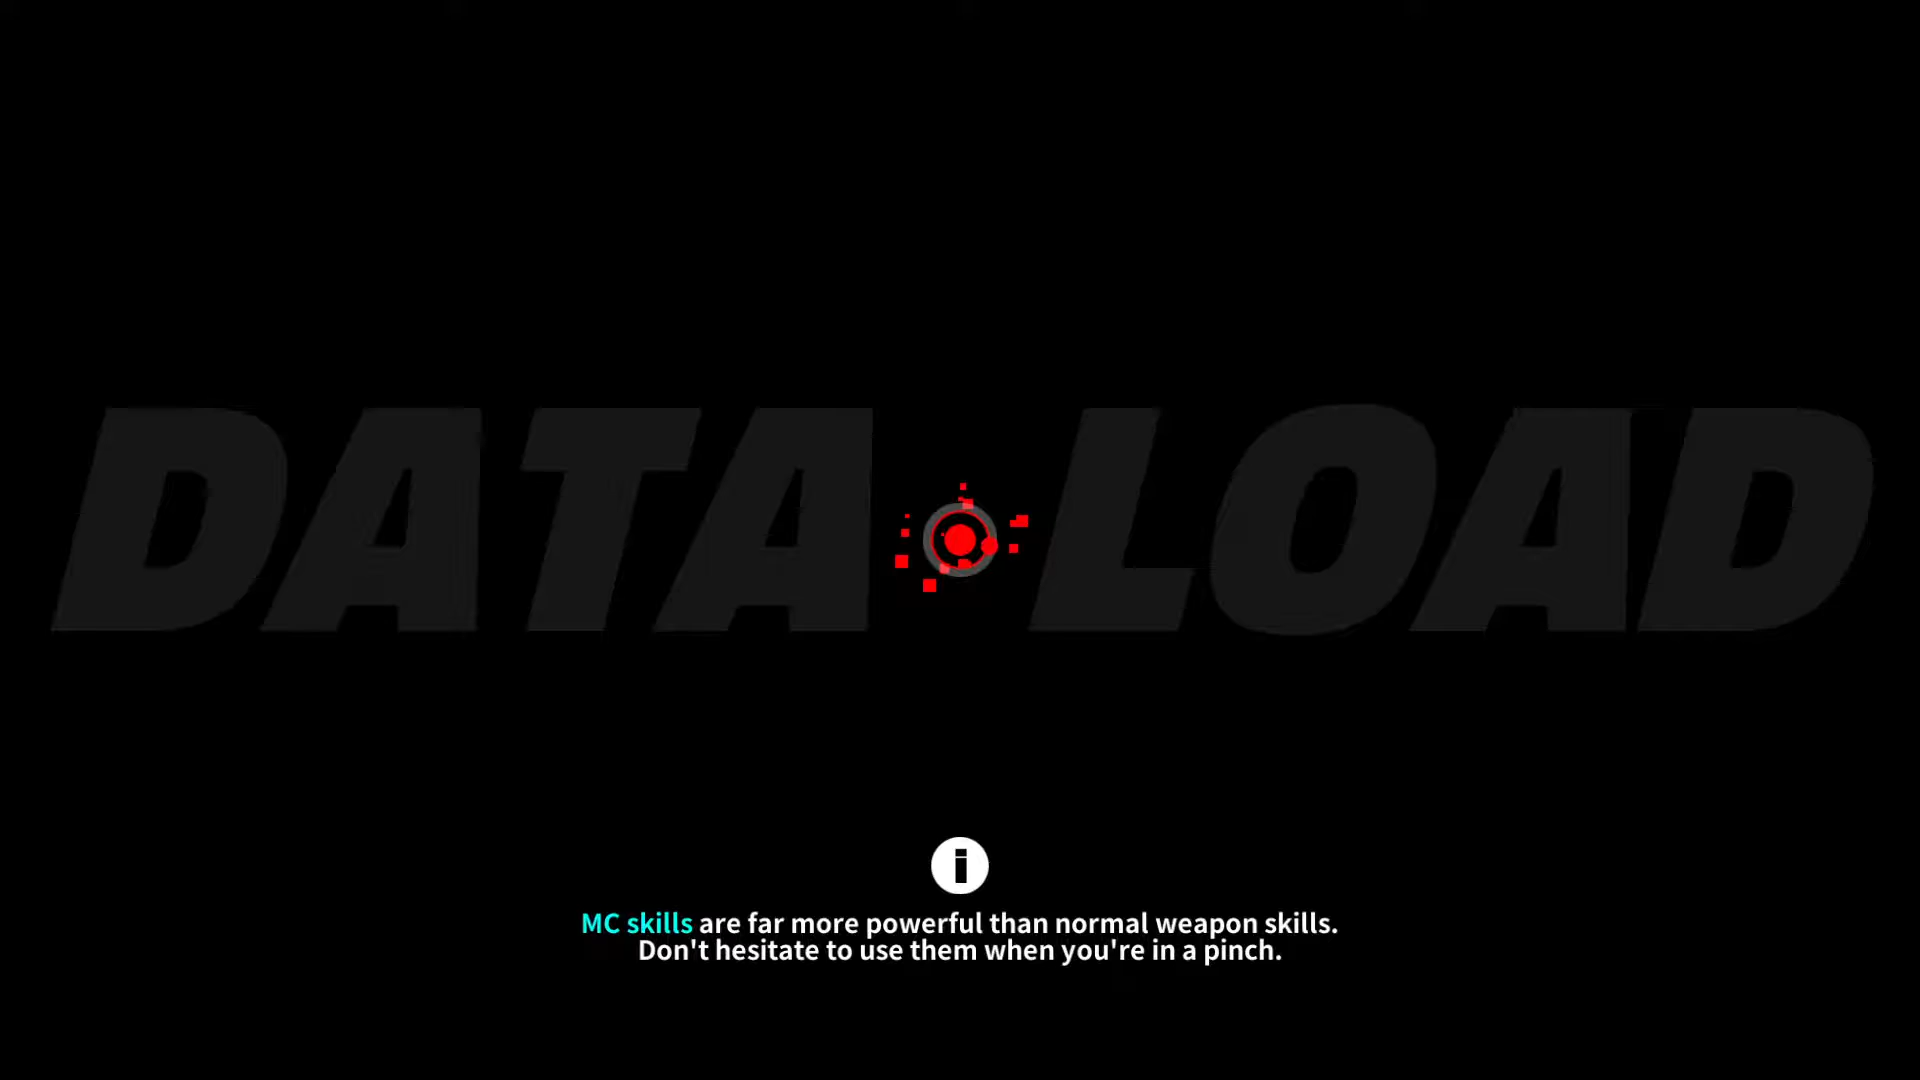 DATA LOAD
i
MC skills are far more powerful than normal weapon skills.
Don't hesitate to use them when you're in a pinch.